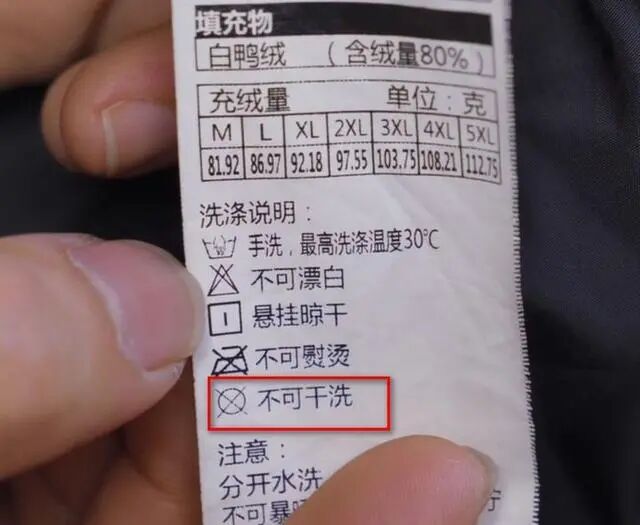 填充物
白鸭绒 (含绒量80%)
充绒量 单位:克
M L XL 2XL 3XL 4XL 5XL
81.92 86.97 92.18 97.55 103.75 108.21 112.75
洗涤说明:
手洗,最高洗涤温度30℃
不可漂白
悬挂晾干
不可熨烫
不可干洗
注意:
分开水洗
不可暴